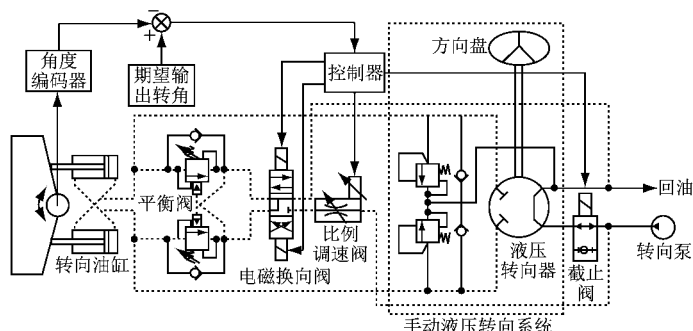 方向盘
角度
编码器
期望输
出转角
控制器
平衡阀
回油
转向油缸
电磁换向阀
比例
调速阀
液压
转向器
截止
阀
转向泵
手动液压转向系统